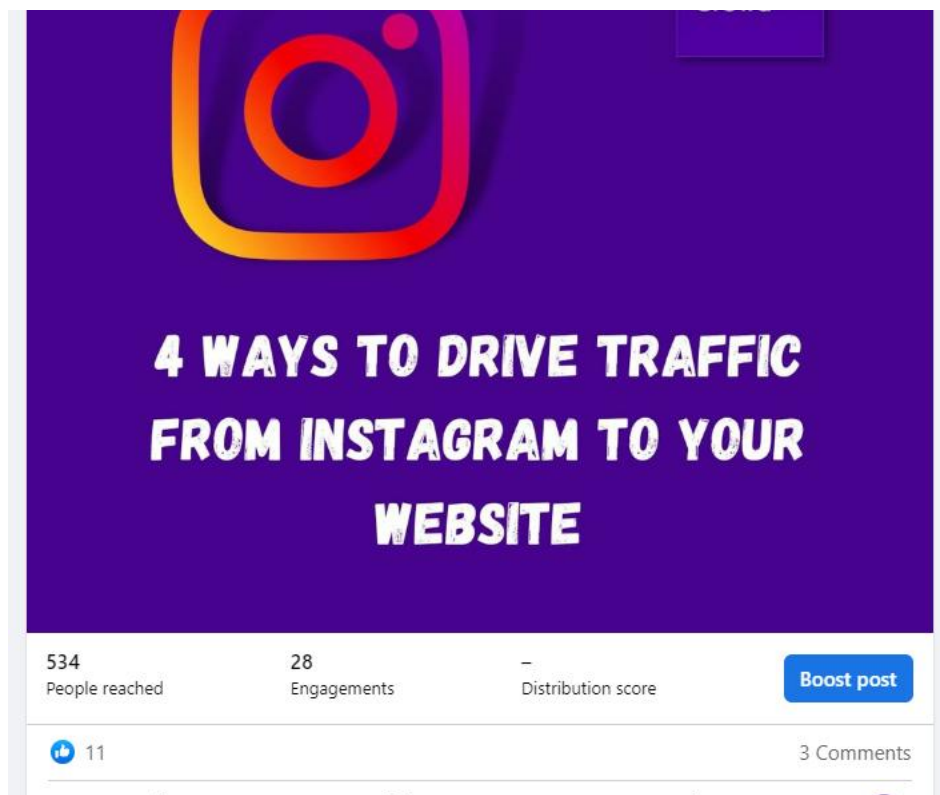 4 WAYS TO DRIVE TRAFFIC
FROM INSTAGRAM TO YOUR
WEBSITE
534
People reached
28
Engagements
–
Distribution score
Boost post
11
3 Comments